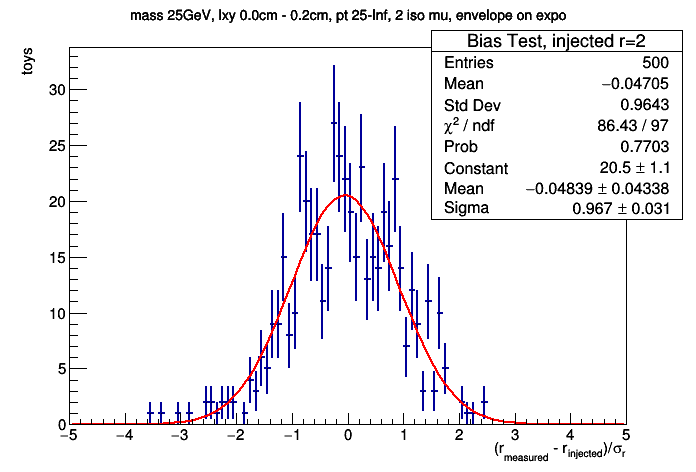 mass 25GeV, lxy 0.0cm - 0.2cm, pt 25-Inf, 2 iso mu, envelope on expo
Bias Test, injected r=2
Entries 500
Mean −0.04705
Std Dev 0.9643
χ² / ndf 86.43 / 97
Prob 0.7703
Constant 20.5 ± 1.1
Mean −0.04839 ± 0.04338
Sigma 0.967 ± 0.031
toys
30
25
20
15
10
5
0
−5 −4 −3 −2 −1 0 1 2 3 4 5
(r_measured - r_injected)/σ_r